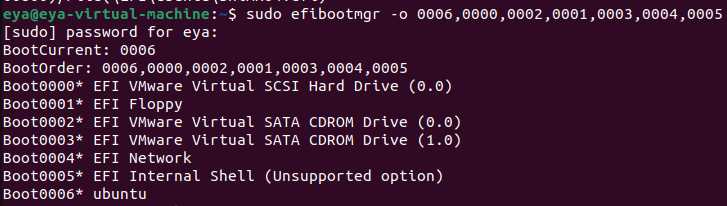 eya@eya-virtual-machine:~$ sudo efibootmgr -o 0006,0000,0002,0001,0003,0004,0005
[sudo] password for eya:
BootCurrent: 0006
BootOrder: 0006,0000,0002,0001,0003,0004,0005
Boot0000* EFI VMware Virtual SCSI Hard Drive (0.0)
Boot0001* EFI Floppy
Boot0002* EFI VMware Virtual SATA CDROM Drive (0.0)
Boot0003* EFI VMware Virtual SATA CDROM Drive (1.0)
Boot0004* EFI Network
Boot0005* EFI Internal Shell (Unsupported option)
Boot0006* ubuntu